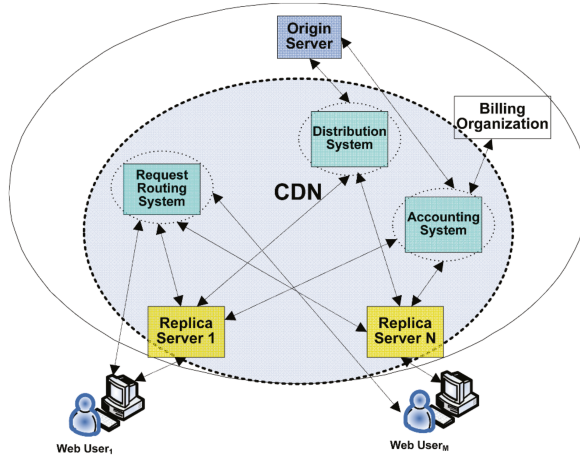 Origin
Server
Billing
Organization
Distribution
System
Request
Routing
System
CDN
Accounting
System
Replica
Server 1
Replica
Server N
Web User1
Web UserM